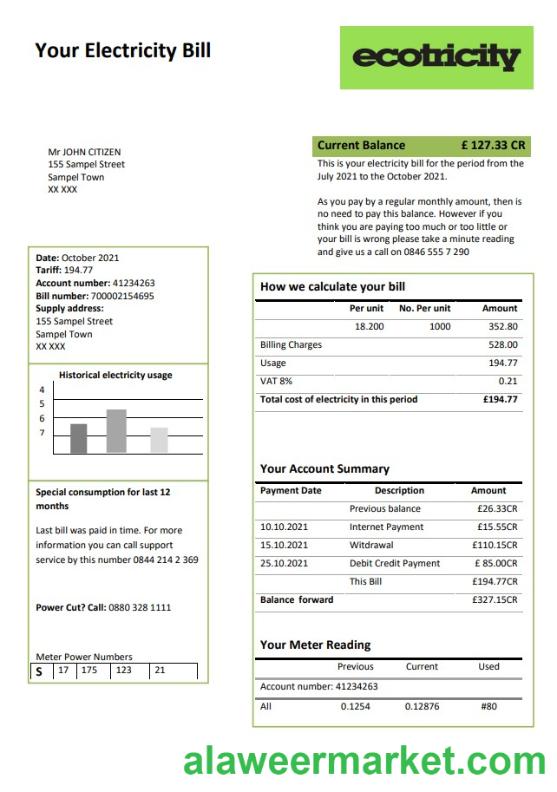 Your Electricity Bill
ecotricity
Mr JOHN CITIZEN
155 Sampel Street
Sampel Town
XX XXX
Current Balance £ 127.33 CR
This is your electricity bill for the period from the
July 2021 to the October 2021.
As you pay by a regular monthly amount, then is
no need to pay this balance. However if you
think you are paying too much or too little or
your bill is wrong please take a minute reading
and give us a call on 0846 555 7 290
Date: October 2021
Tariff: 194.77
Account number: 41234263
Bill number: 700002154695
Supply address:
155 Sampel Street
Sampel Town
XX XXX
Historical electricity usage
4
5
6
7
Special consumption for last 12
months
Last bill was paid in time. For more
information you can call support
service by this number 0844 214 2 369
Power Cut? Call: 0880 328 1111
Meter Power Numbers
S 17 175 123 21
How we calculate your bill
Per unit No. Per unit Amount
18.200 1000 352.80
Billing Charges 528.00
Usage 194.77
VAT 8% 0.21
Total cost of electricity in this period £194.77
Your Account Summary
Payment Date Description Amount
Previous balance £26.33CR
10.10.2021 Internet Payment £15.55CR
15.10.2021 Witdrawal £110.15CR
25.10.2021 Debit Credit Payment £ 85.00CR
This Bill £194.77CR
Balance forward £327.15CR
Your Meter Reading
Previous Current Used
Account number: 41234263
All 0.1254 0.12876 #80
alaweermarket.com